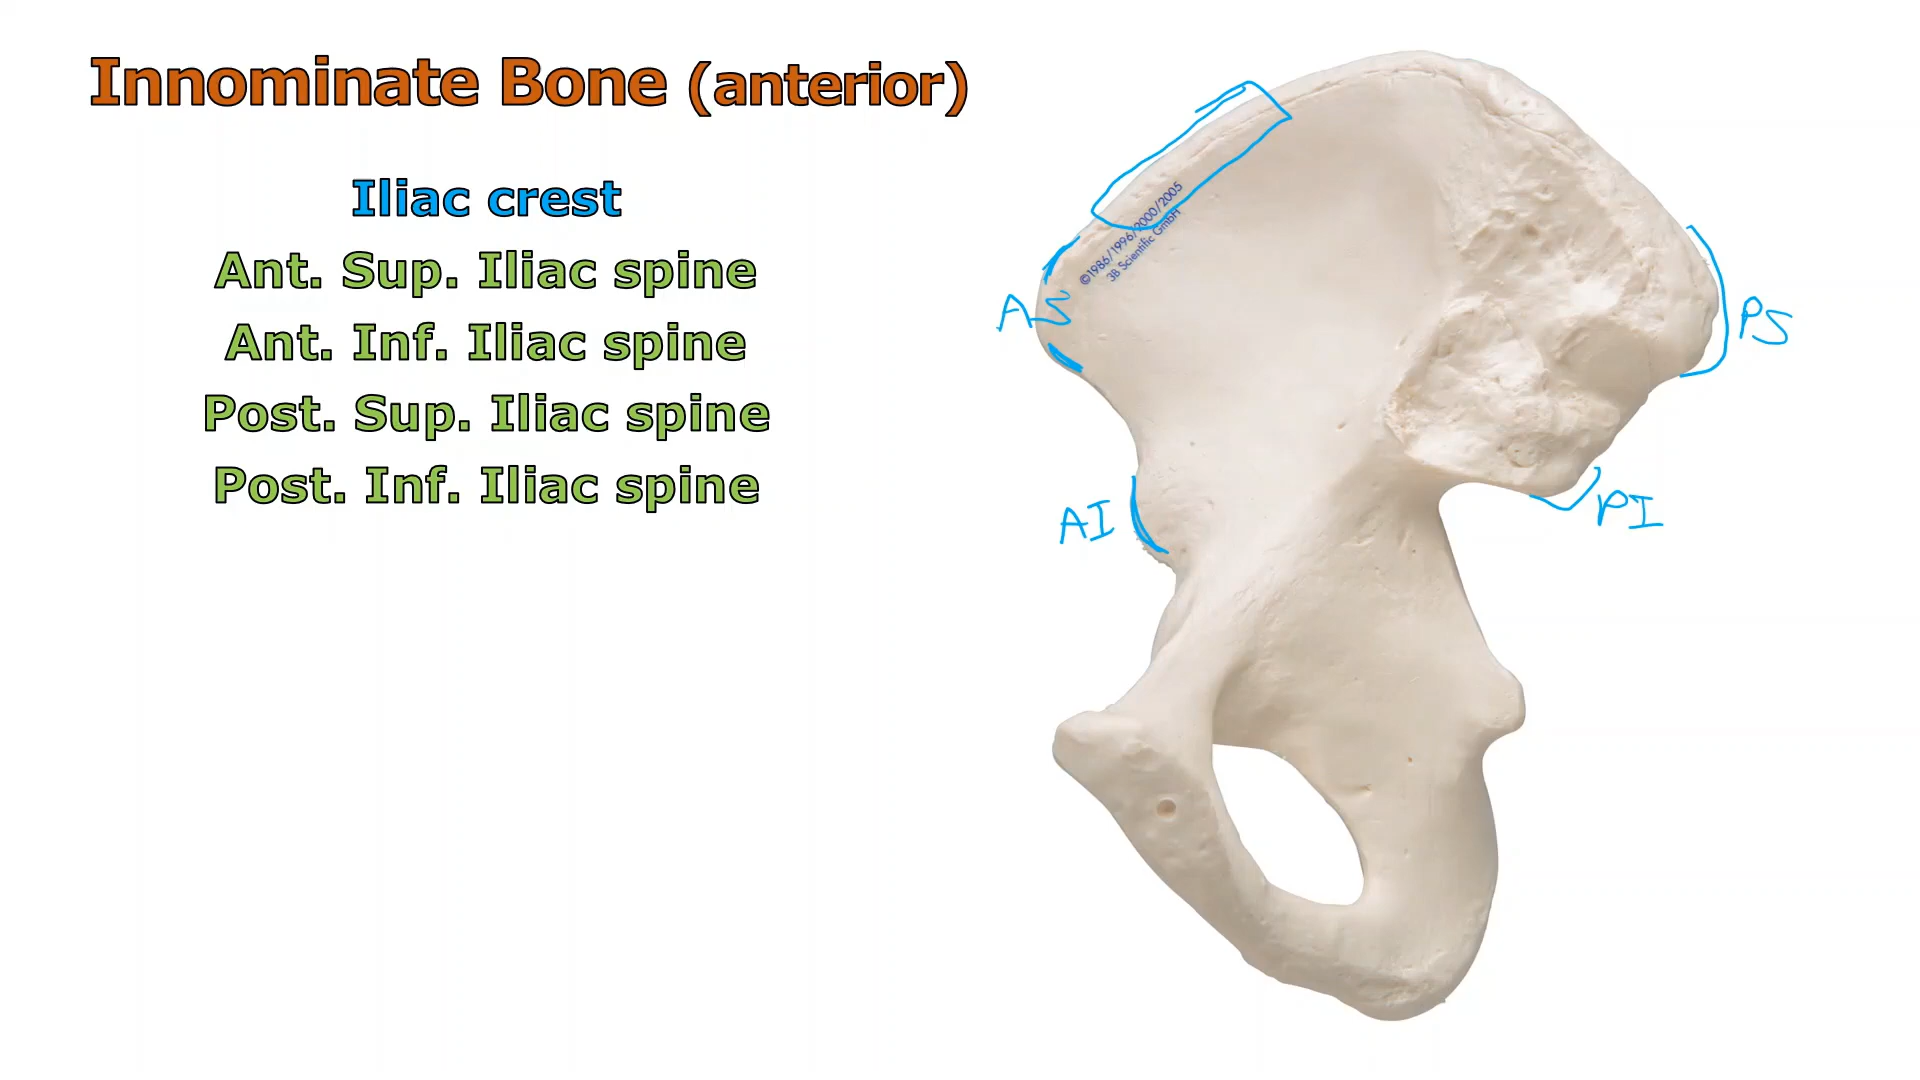 Innominate Bone (anterior)
Iliac crest
Ant. Sup. Iliac spine
Ant. Inf. Iliac spine
Post. Sup. Iliac spine
Post. Inf. Iliac spine
©1986/1996/2000/2005
3B Scientific GmbH
AS
PS
AI
PI